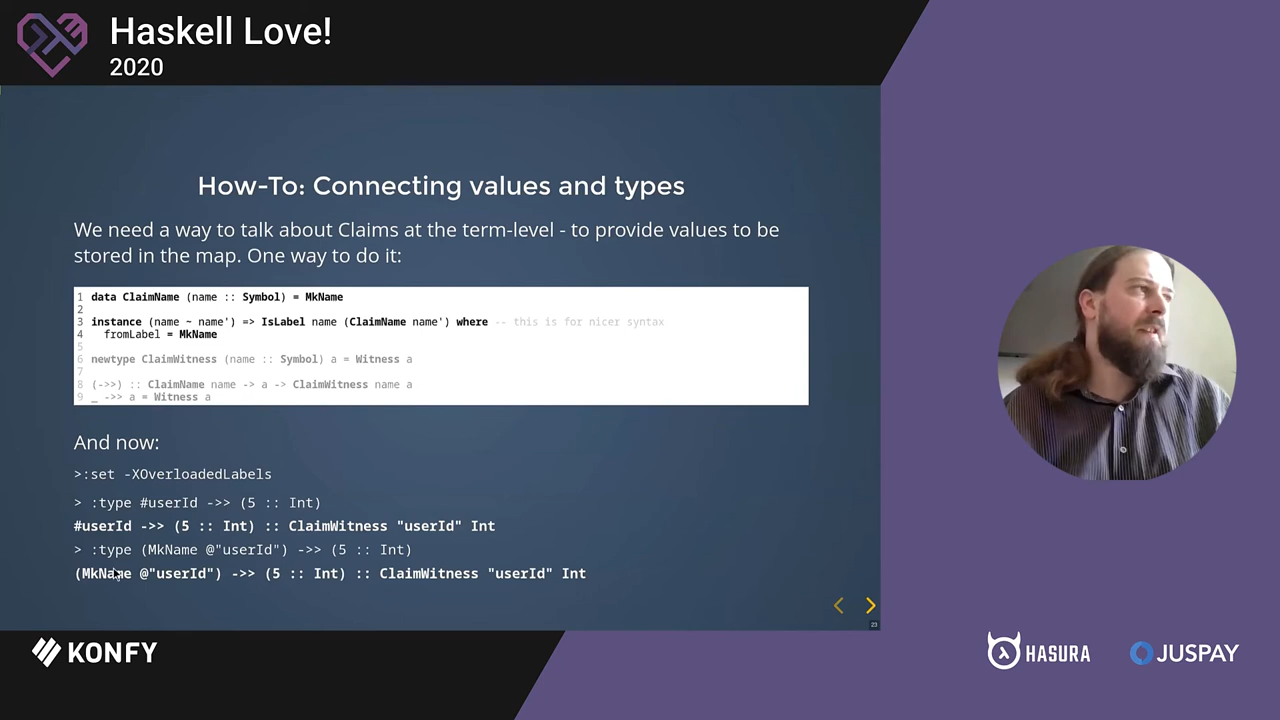 Haskell Love!
2020
How-To: Connecting values and types
We need a way to talk about Claims at the term-level - to provide values to be
stored in the map. One way to do it:
1 data ClaimName (name :: Symbol) = MkName
2
3 instance (name ~ name') => IsLabel name (ClaimName name') where -- this is for nicer syntax
4   fromLabel = MkName
5
6 newtype ClaimWitness (name :: Symbol) a = Witness a
7
8 (->>) :: ClaimName name -> a -> ClaimWitness name a
9 _ ->> a = Witness a
And now:
>:set -XOverloadedLabels
> :type #userId ->> (5 :: Int)
#userId ->> (5 :: Int) :: ClaimWitness "userId" Int
> :type (MkName @"userId") ->> (5 :: Int)
(MkName @"userId") ->> (5 :: Int) :: ClaimWitness "userId" Int
23
KONFY
HASURA
JUSPAY